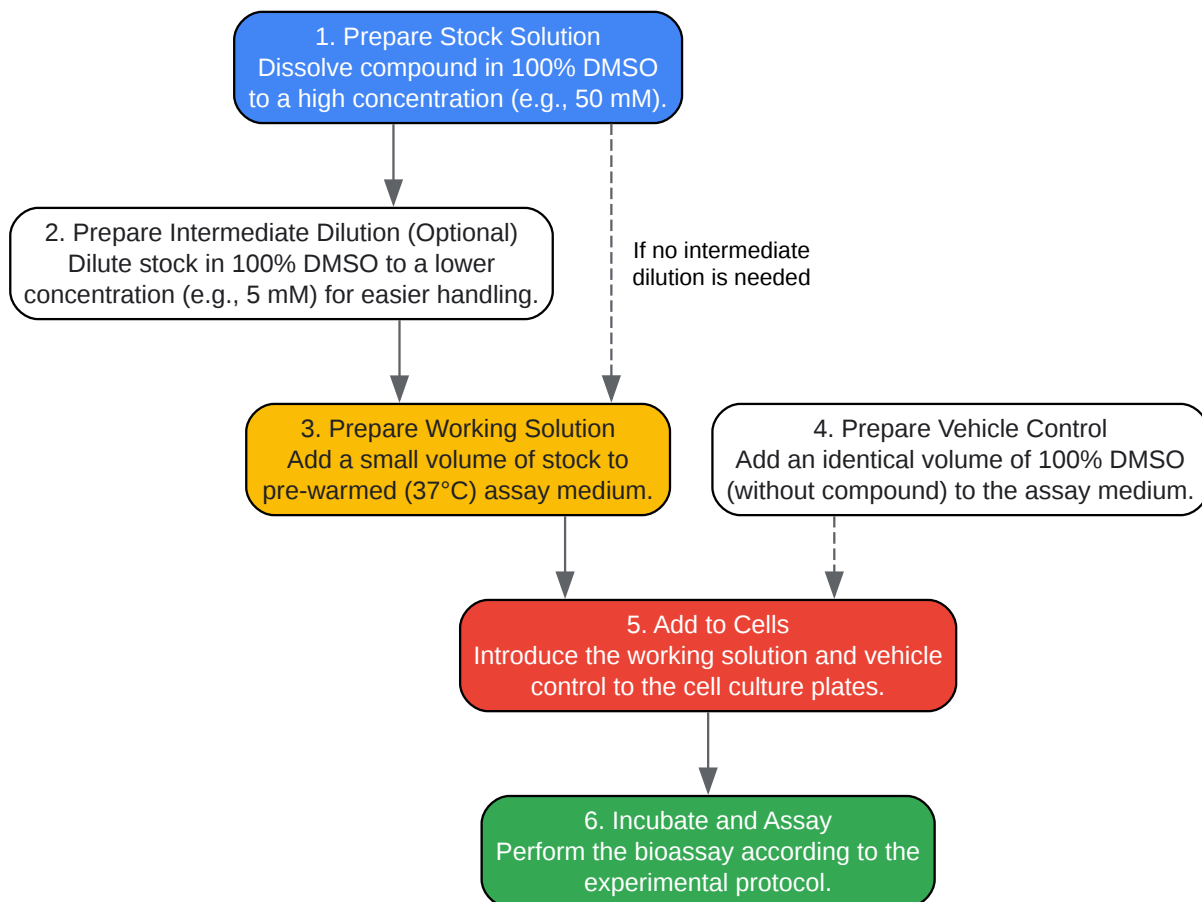 1. Prepare Stock Solution
Dissolve compound in 100% DMSO
to a high concentration (e.g., 50 mM).
2. Prepare Intermediate Dilution (Optional)
Dilute stock in 100% DMSO to a lower
concentration (e.g., 5 mM) for easier handling.
If no intermediate
dilution is needed
3. Prepare Working Solution
Add a small volume of stock to
pre-warmed (37°C) assay medium.
4. Prepare Vehicle Control
Add an identical volume of 100% DMSO
(without compound) to the assay medium.
5. Add to Cells
Introduce the working solution and vehicle
control to the cell culture plates.
6. Incubate and Assay
Perform the bioassay according to the
experimental protocol.